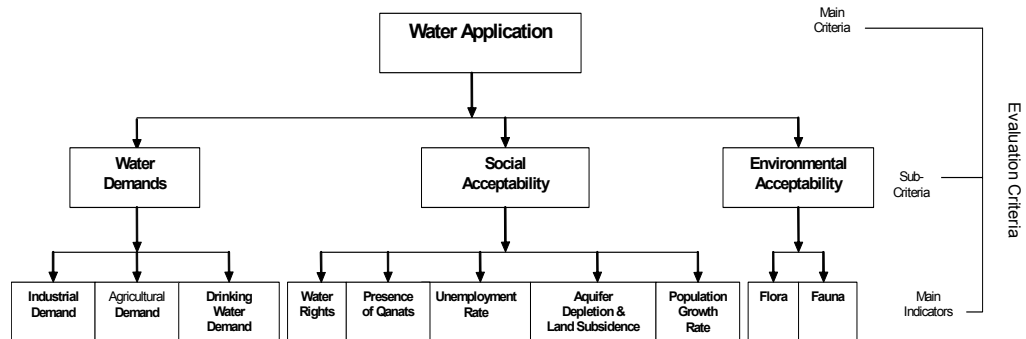 Water Application
Main
Criteria
Water
Demands
Social
Acceptability
Environmental
Acceptability
Sub-
Criteria
Evaluation Criteria
Industrial
Demand
Agricultural
Demand
Drinking
Water
Demand
Water
Rights
Presence
of Qanats
Unemployment
Rate
Aquifer
Depletion &
Land Subsidence
Population
Growth
Rate
Flora
Fauna
Main
Indicators